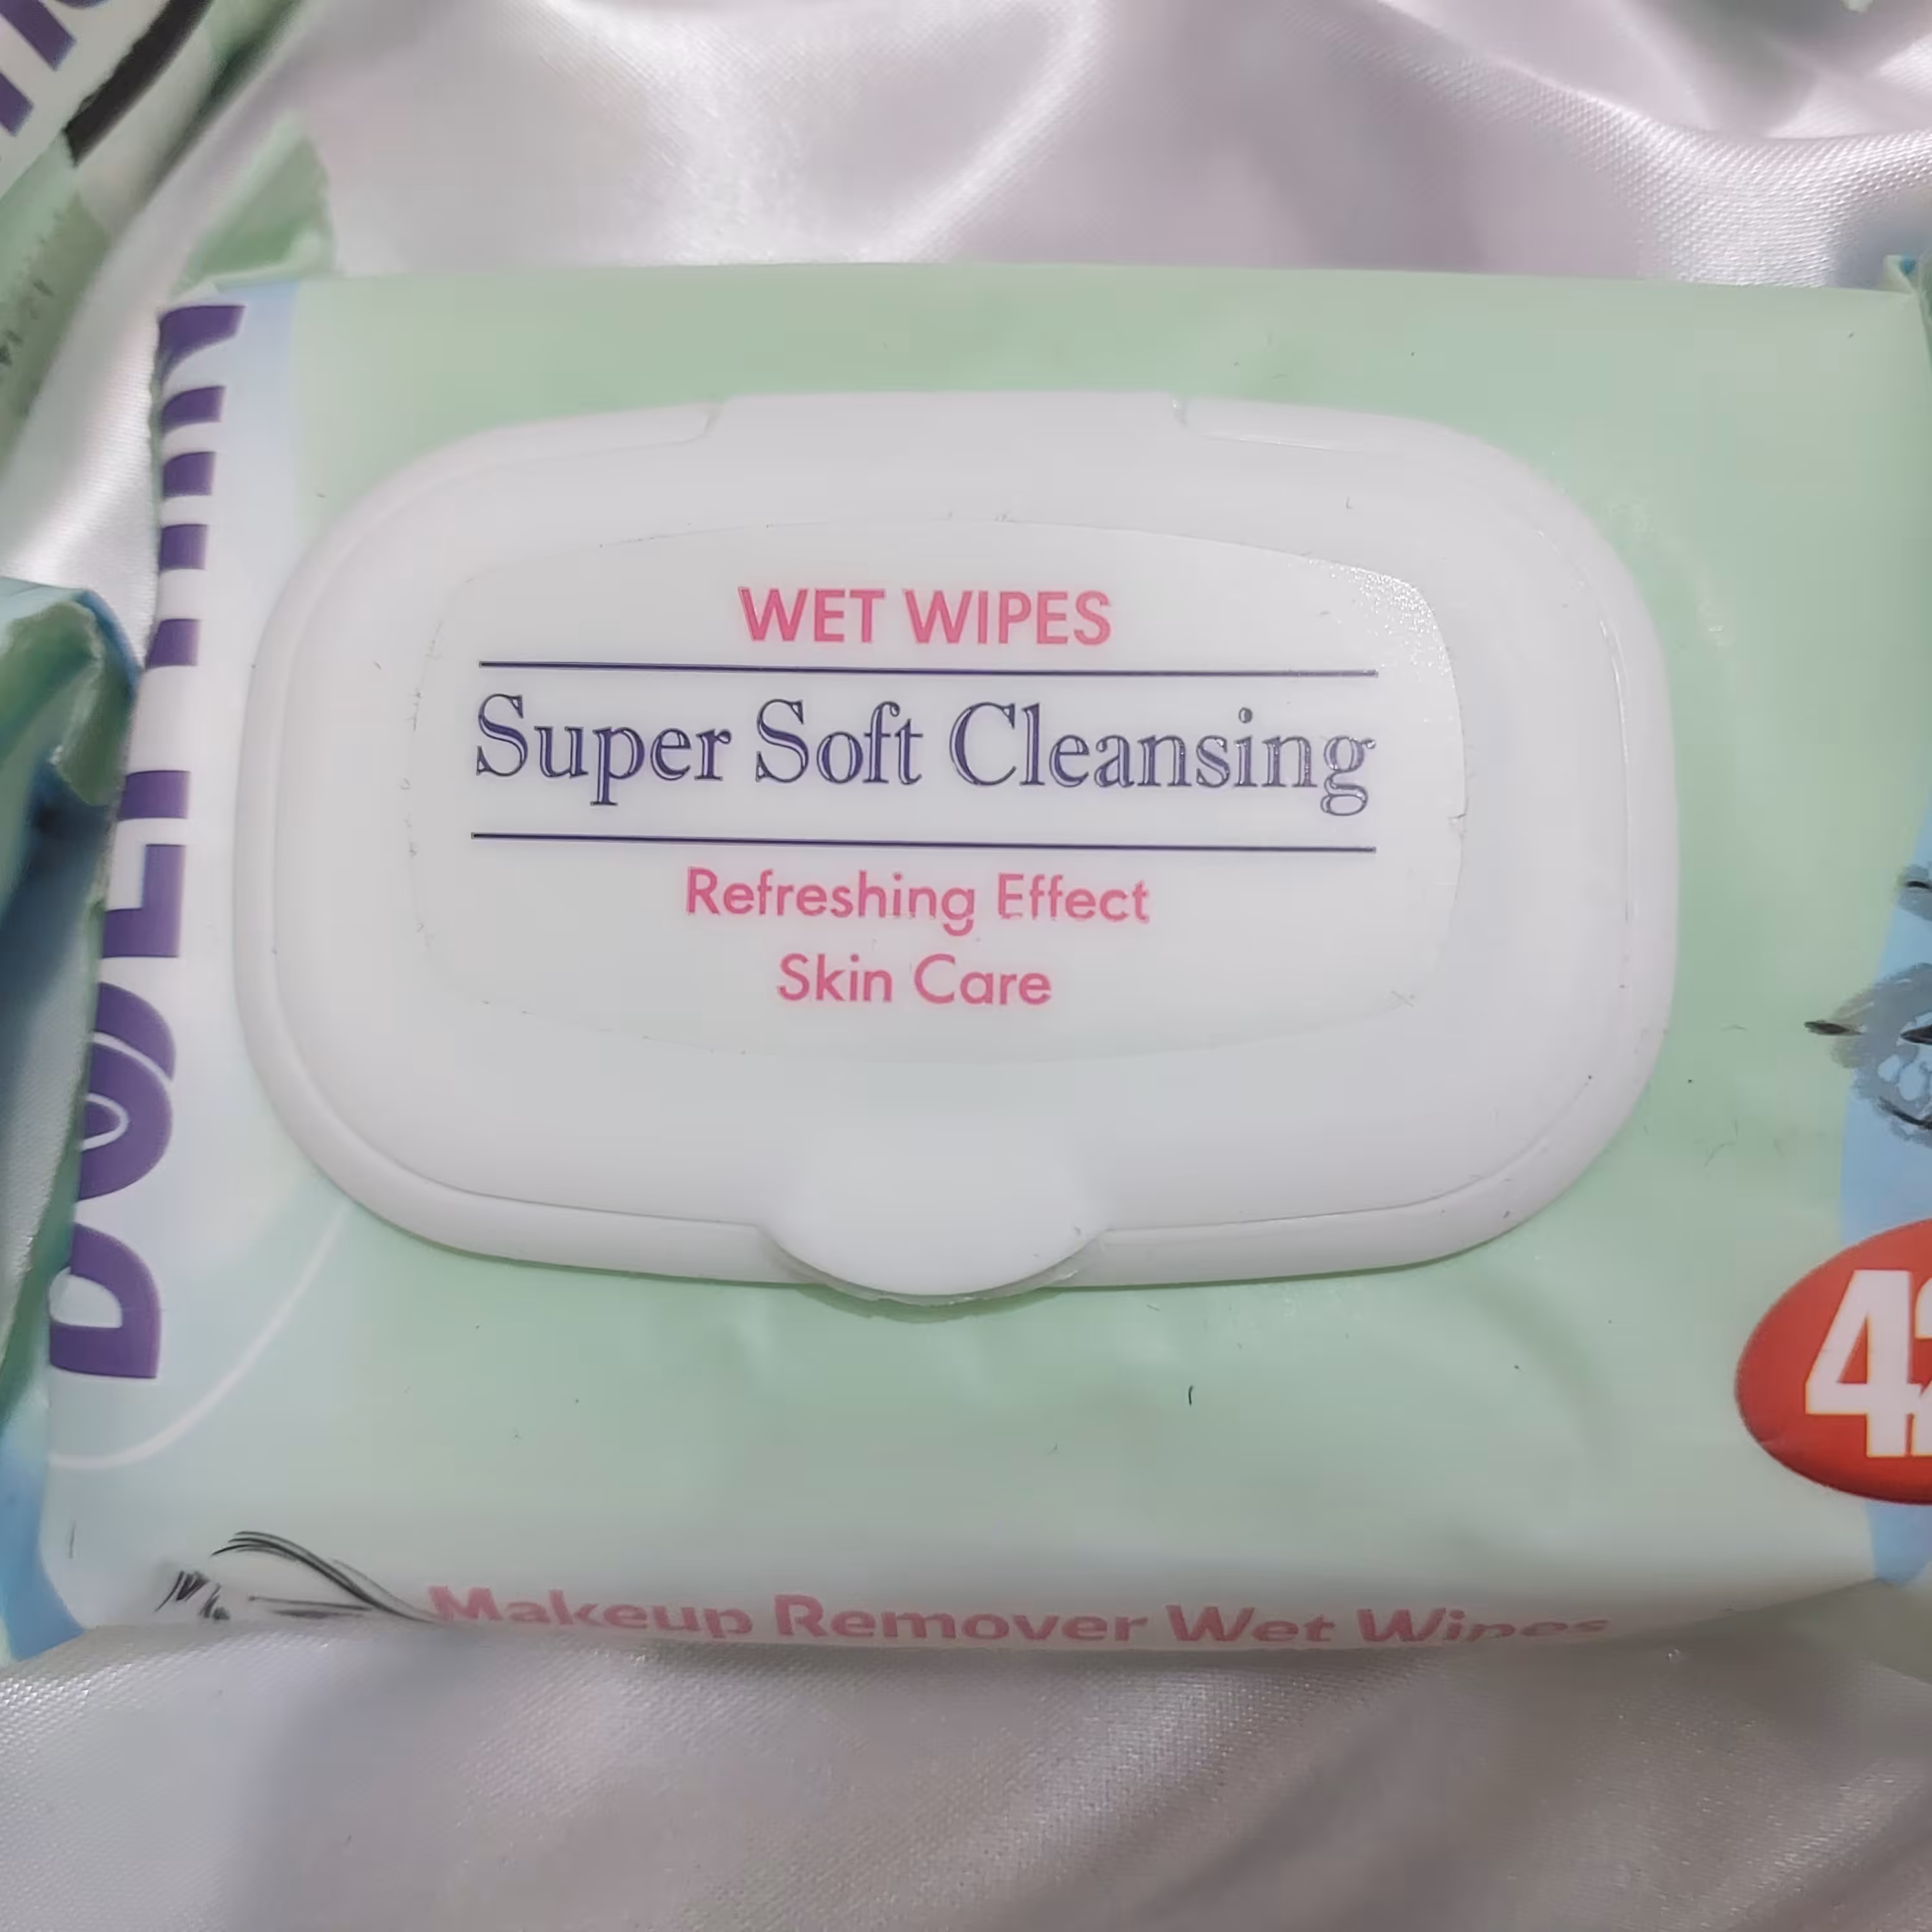 WET WIPES
Super Soft Cleansing
Refreshing Effect
Skin Care
Makeup Remover Wet Wipes